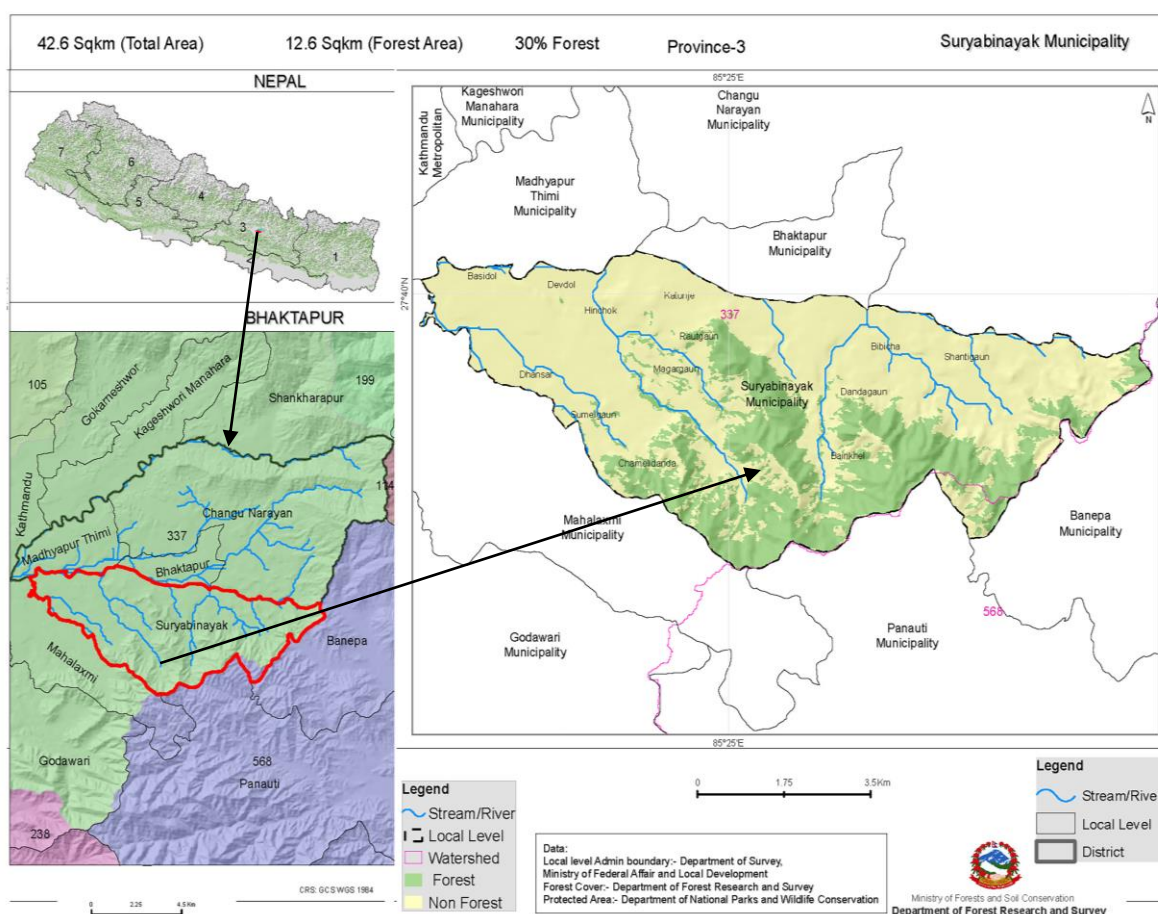 42.6 Sqkm (Total Area) 12.6 Sqkm (Forest Area) 30% Forest Province-3 Suryabinayak Municipality
NEPAL
7
6
5
4
3
2
1
BHAKTAPUR
105
Gokarneshwor
Kageshwori Manahara
199
Shankharapur
Kathmandu
114
Changu Narayan
Madhyapur Thimi
337
Bhaktapur
Suryabinayak
Banepa
Mahalaxmi
Godawari
568
Panauti
238
CRS: GCS WGS 1984
0 2.25 4.5 Km
85°25'E
Kathmandu
Metropolitan
Kageshwori
Manahara
Municipality
Changu
Narayan
Municipality
N
Madhyapur
Thimi
Municipality
Bhaktapur
Municipality
27°40'N
Basidol
Devdol
Hinchok
Katunje
337
Rautgaun
Bibicha
Shantigaun
Magargaun
Dhansar
Suryabinayak
Municipality
Dandagaun
Sumelgaun
Bainkhel
Chameldanda
Mahalaxmi
Municipality
Banepa
Municipality
568
Godawari
Municipality
Panauti
Municipality
85°25'E
Legend
Stream/River
Local Level
Watershed
Forest
Non Forest
0 1.75 3.5Km
Data:
Local level Admin boundary:- Department of Survey,
Ministry of Federal Affair and Local Development
Forest Cover:- Department of Forest Research and Survey
Protected Area:- Department of National Parks and Wildlife Conservation
Legend
Stream/Rive
Local Level
District
Ministry of Forests and Soil Conservation
Department of Forest Research and Survey